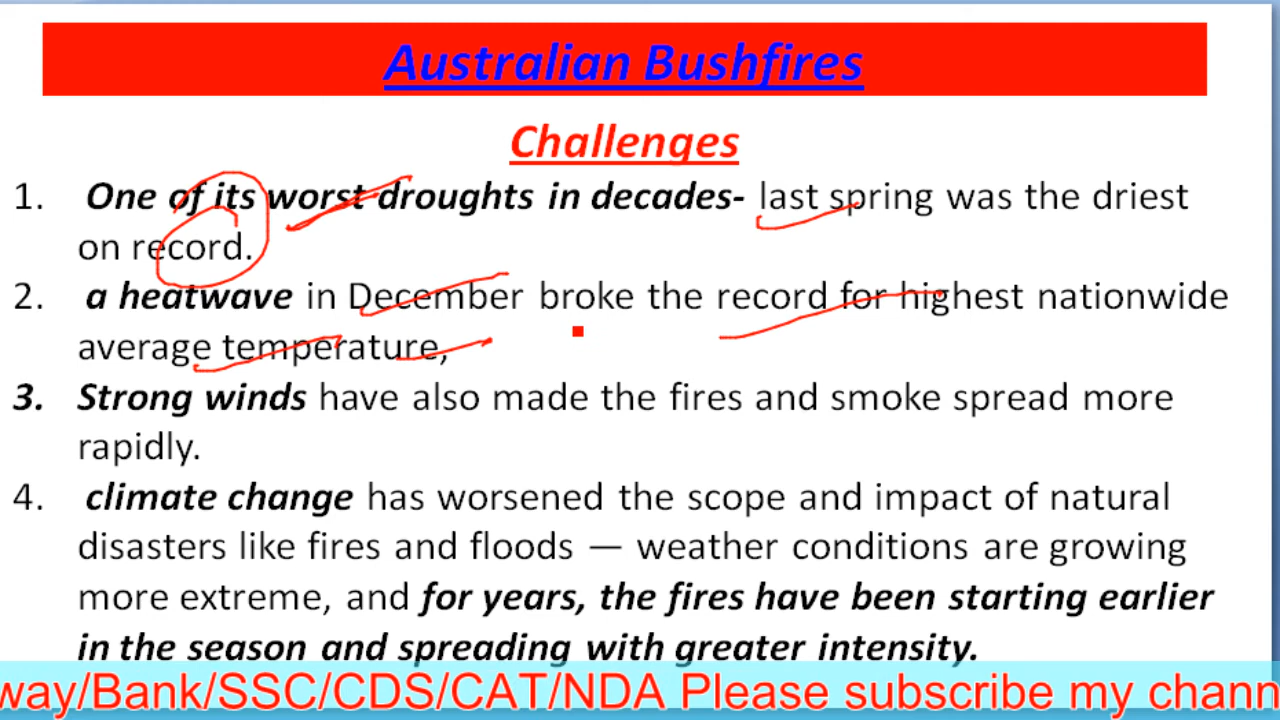 Australian Bushfires
Challenges
1. One of its worst droughts in decades- last spring was the driest
on record.
2. a heatwave in December broke the record for highest nationwide
average temperature,
3. Strong winds have also made the fires and smoke spread more
rapidly.
4. climate change has worsened the scope and impact of natural
disasters like fires and floods — weather conditions are growing
more extreme, and for years, the fires have been starting earlier
in the season and spreading with greater intensity.
way/Bank/SSC/CDS/CAT/NDA Please subscribe my chann